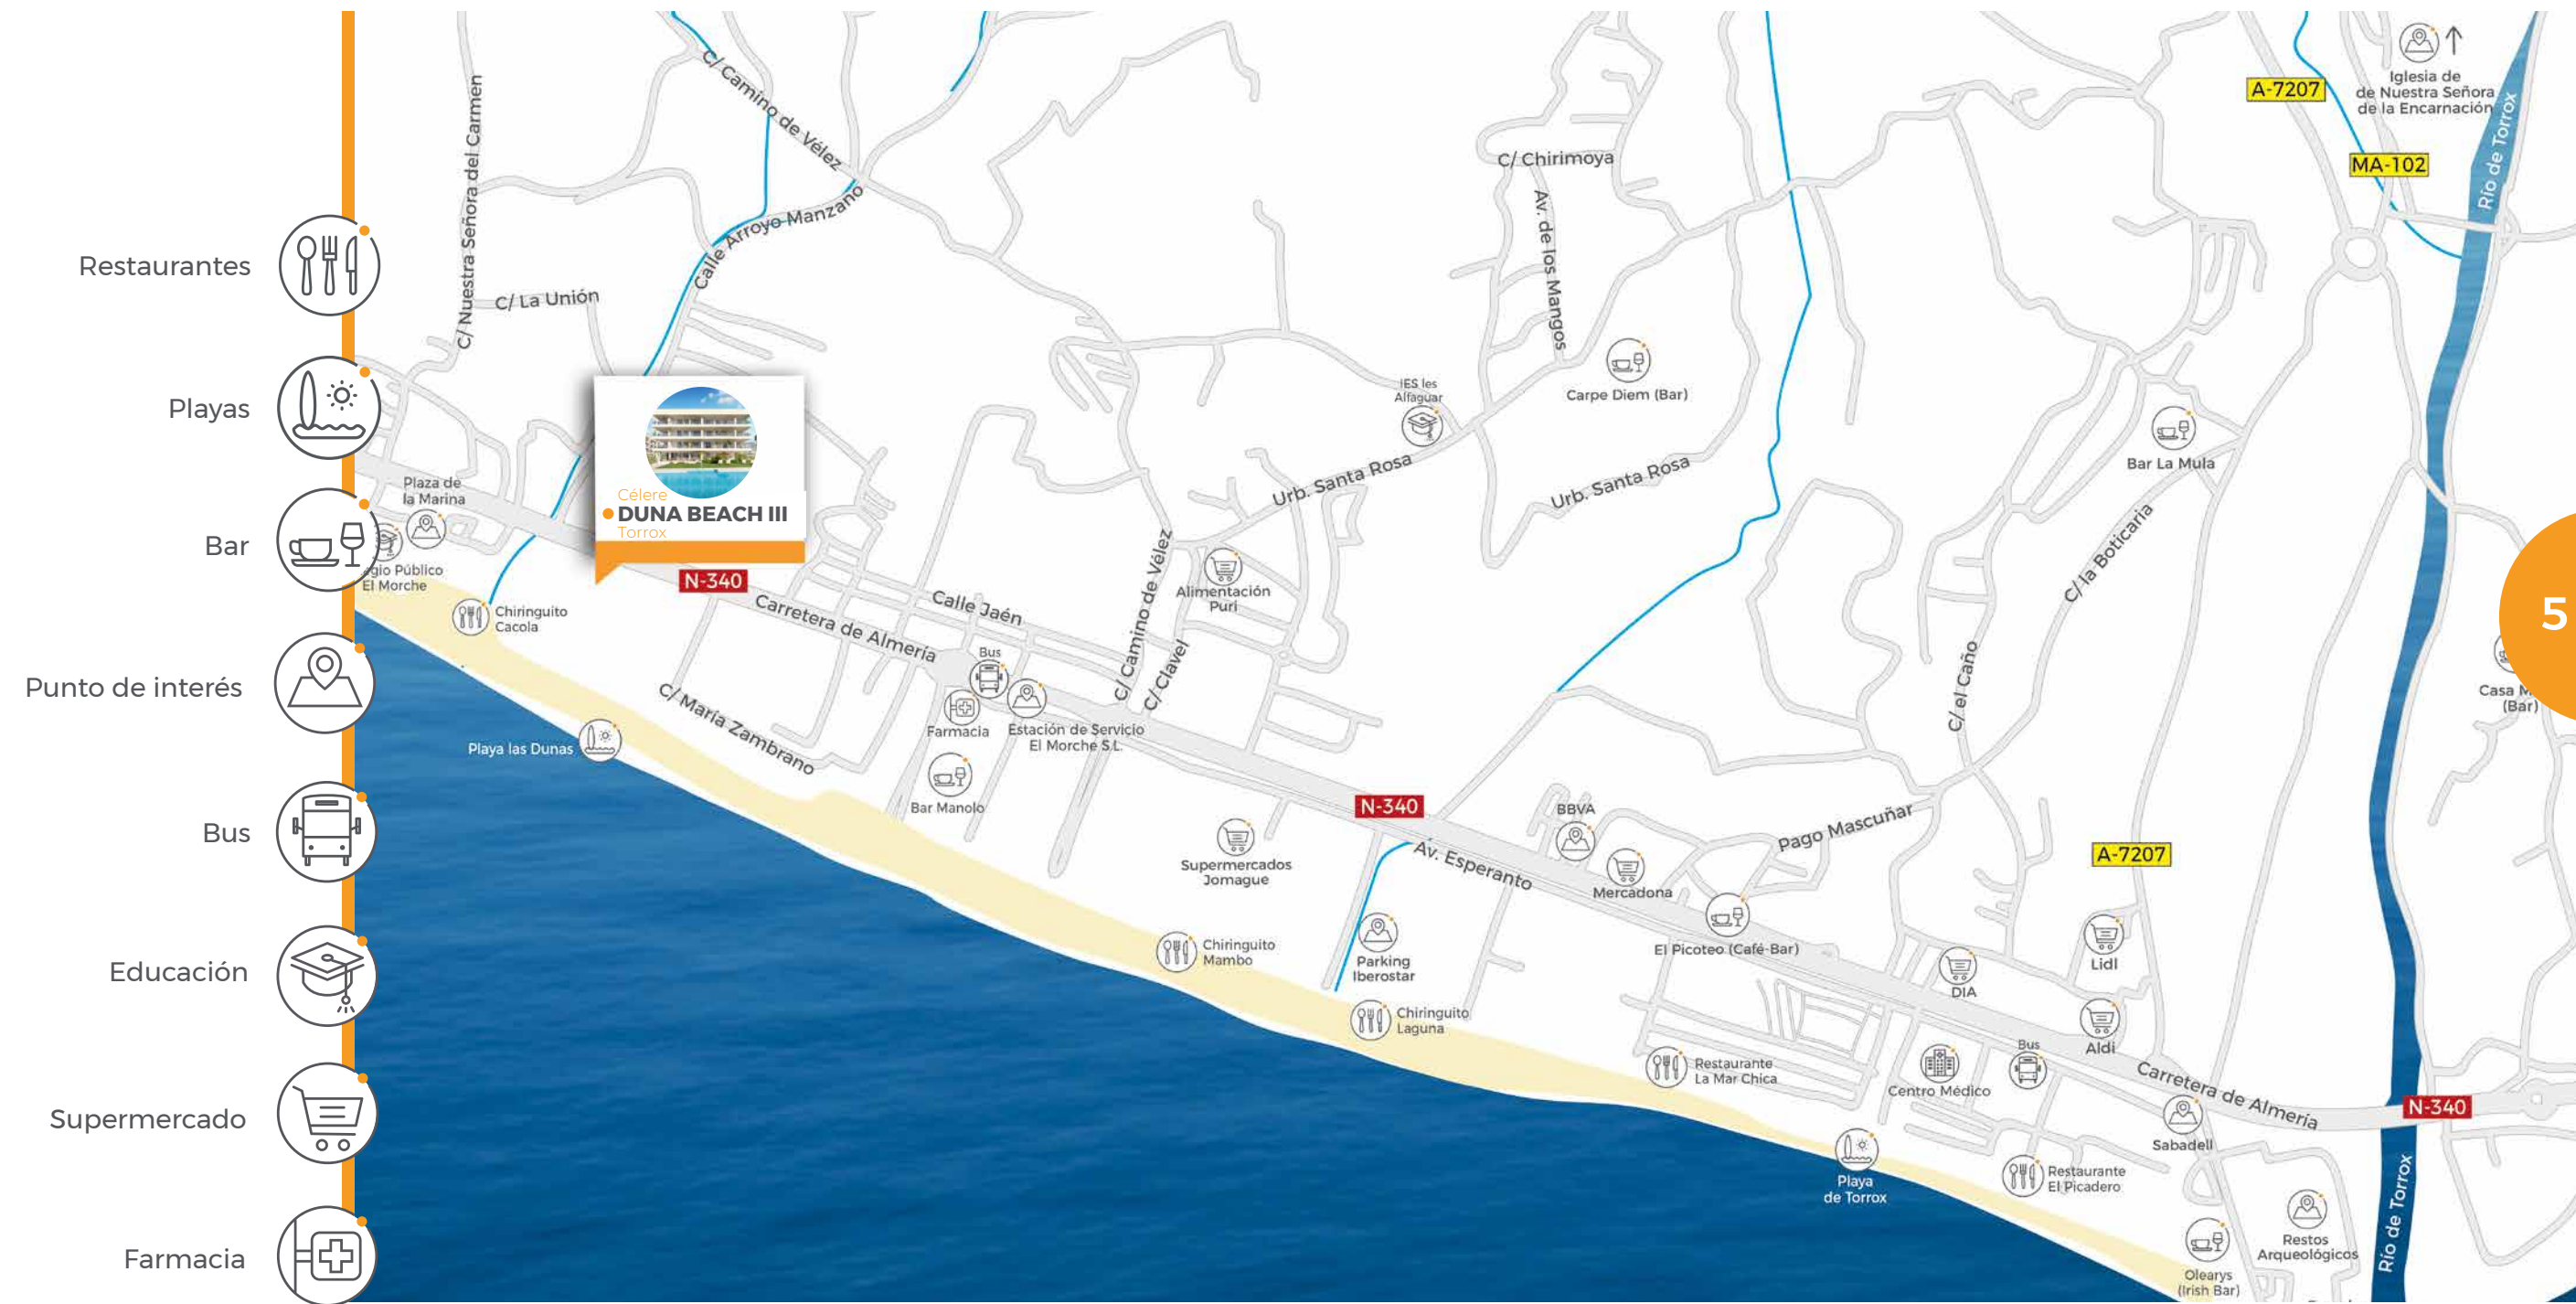 Restaurantes
Playas
Bar
Punto de interés
Bus
Educación
Supermercado
Farmacia
C/ Nuestra Señora del Carmen
C/ Camino de Vélez
Calle Arroyo Manzano
C/ La Unión
Plaza de
la Marina
gio Público
El Morche
Chiringuito
Cacola
Célere
DUNA BEACH III
Torrox
N-340
Playa las Dunas
C/ María Zambrano
Carretera de Almería
Calle Jaén
Bus
Farmacia
Estación de Servicio
El Morche S.L.
Bar Manolo
C/ Camino de Vélez
C/ Clavel
Alimentación
Puri
Urb. Santa Rosa
IES les
Alfaguar
C/ Chirimoya
Av. de los Mangos
Carpe Diem (Bar)
Urb. Santa Rosa
Supermercados
Jomague
Chiringuito
Mambo
N-340
Av. Esperanto
Parking
Iberostar
Chiringuito
Laguna
BBVA
Mercadona
El Picoteo (Café-Bar)
Pago Mascuñar
Restaurante
La Mar Chica
Playa
de Torrox
C/ el Caño
C/ la Boticaria
Bar La Mula
A-7207
MA-102
Iglesia de
de Nuestra Señora
de la Encarnación
Río de Torrox
5
Casa M
(Bar)
A-7207
Lidl
DIA
Aldi
Bus
Centro Médico
Carretera de Almería
N-340
Sabadell
Restaurante
El Picadero
Restos
Arqueológicos
Olearys
(Irish Bar)
Río de Torrox